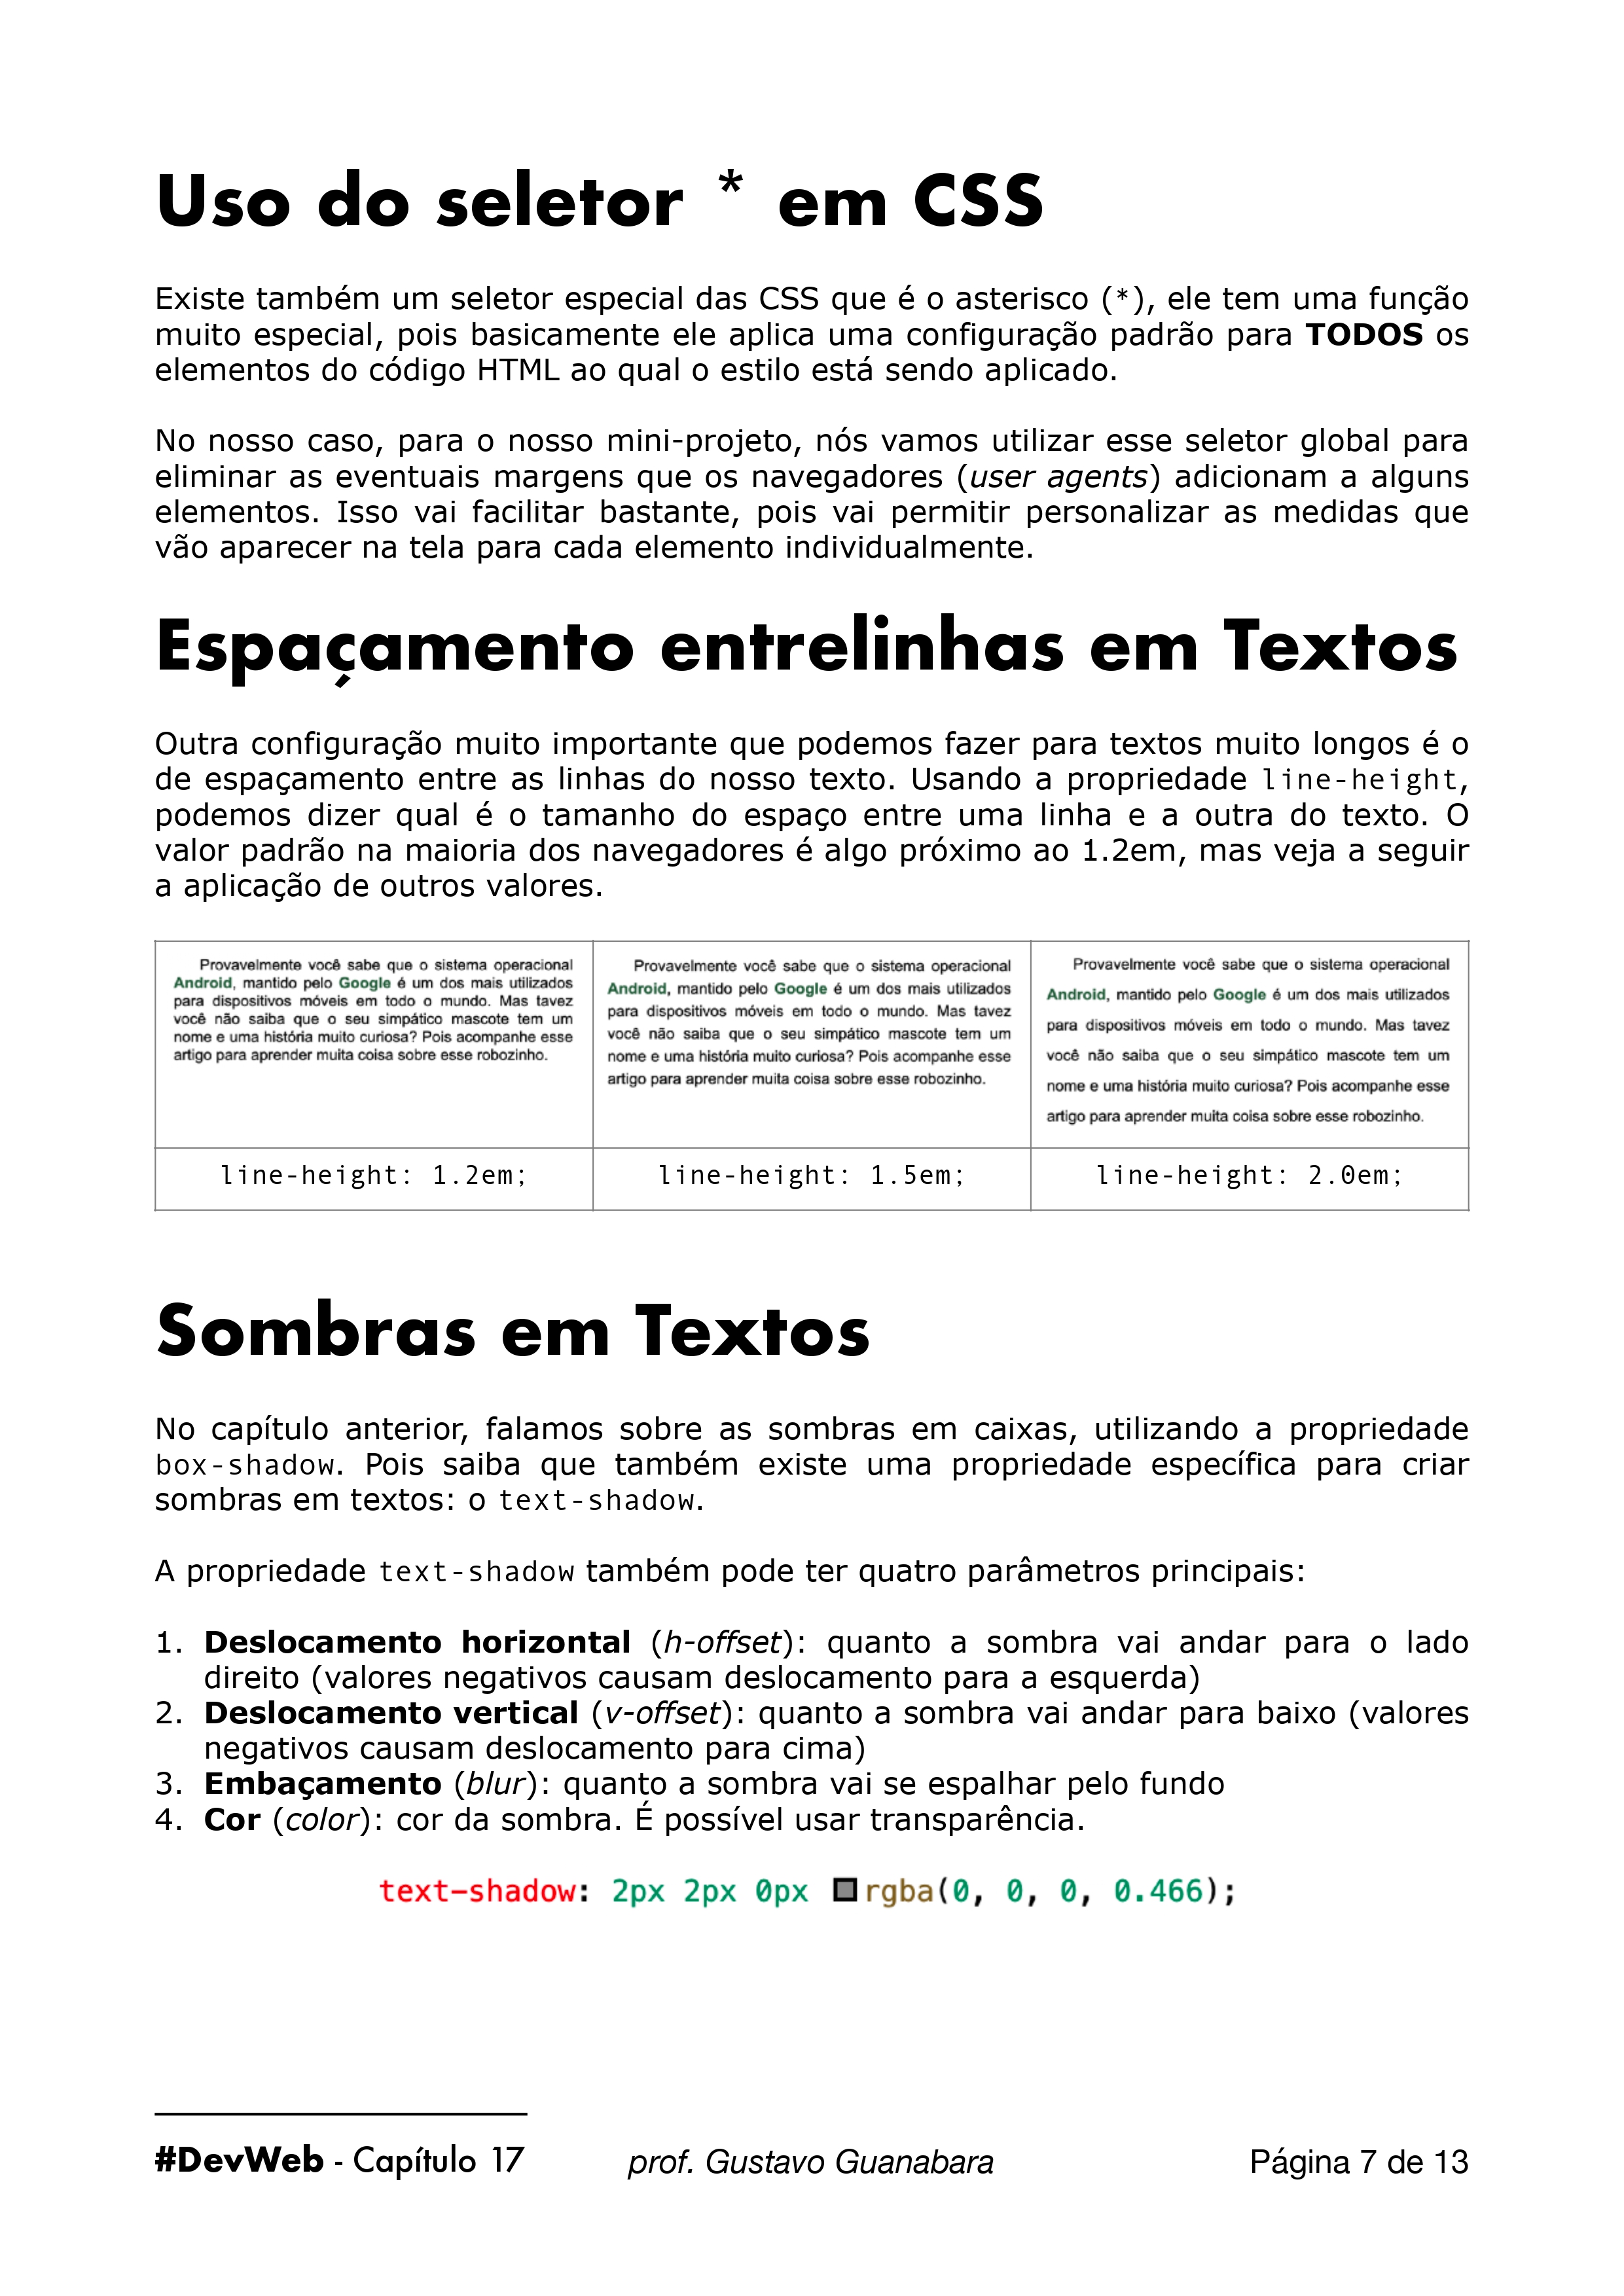 Uso do seletor * em CSS
Existe também um seletor especial das CSS que é o asterisco (*), ele tem uma função
muito especial, pois basicamente ele aplica uma configuração padrão para TODOS os
elementos do código HTML ao qual o estilo está sendo aplicado.
No nosso caso, para o nosso mini-projeto, nós vamos utilizar esse seletor global para
eliminar as eventuais margens que os navegadores (user agents) adicionam a alguns
elementos. Isso vai facilitar bastante, pois vai permitir personalizar as medidas que
vão aparecer na tela para cada elemento individualmente.
Espaçamento entrelinhas em Textos
Outra configuração muito importante que podemos fazer para textos muito longos é o
de espaçamento entre as linhas do nosso texto. Usando a propriedade line-height,
podemos dizer qual é o tamanho do espaço entre uma linha e a outra do texto. O
valor padrão na maioria dos navegadores é algo próximo ao 1.2em, mas veja a seguir
a aplicação de outros valores.
Provavelmente você sabe que o sistema operacional
Android, mantido pelo Google é um dos mais utilizados
para dispositivos móveis em todo o mundo. Mas tavez
você não saiba que o seu simpático mascote tem um
nome e uma história muito curiosa? Pois acompanhe esse
artigo para aprender muita coisa sobre esse robozinho.
Provavelmente você sabe que o sistema operacional
Android, mantido pelo Google é um dos mais utilizados
para dispositivos móveis em todo o mundo. Mas tavez
você não saiba que o seu simpático mascote tem um
nome e uma história muito curiosa? Pois acompanhe esse
artigo para aprender muita coisa sobre esse robozinho.
Provavelmente você sabe que o sistema operacional
Android, mantido pelo Google é um dos mais utilizados
para dispositivos móveis em todo o mundo. Mas tavez
você não saiba que o seu simpático mascote tem um
nome e uma história muito curiosa? Pois acompanhe esse
artigo para aprender muita coisa sobre esse robozinho.
line-height: 1.2em;
line-height: 1.5em;
line-height: 2.0em;
Sombras em Textos
No capítulo anterior, falamos sobre as sombras em caixas, utilizando a propriedade
box-shadow. Pois saiba que também existe uma propriedade específica para criar
sombras em textos: o text-shadow.
A propriedade text-shadow também pode ter quatro parâmetros principais:
1. Deslocamento horizontal (h-offset): quanto a sombra vai andar para o lado
direito (valores negativos causam deslocamento para a esquerda)
2. Deslocamento vertical (v-offset): quanto a sombra vai andar para baixo (valores
negativos causam deslocamento para cima)
3. Embaçamento (blur): quanto a sombra vai se espalhar pelo fundo
4. Cor (color): cor da sombra. É possível usar transparência.
text-shadow: 2px 2px 0px rgba(0, 0, 0, 0.466);
#DevWeb - Capítulo 17
prof. Gustavo Guanabara
Página 7 de 13